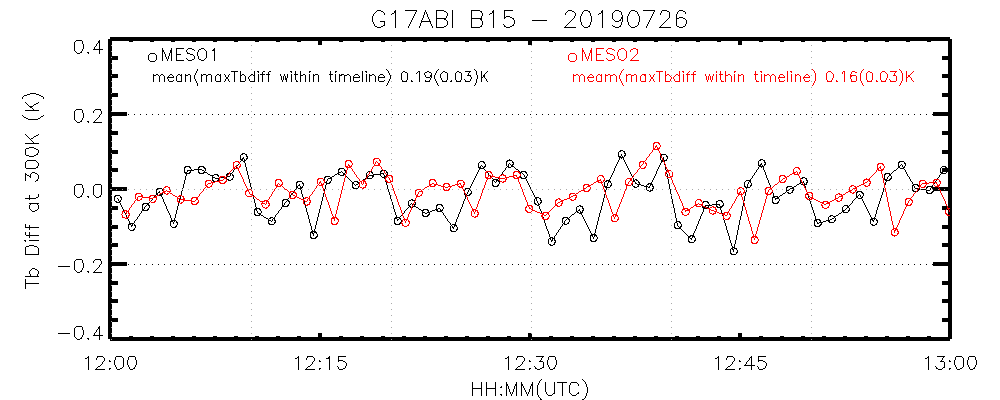 G17ABI B15 - 20190726
MESO1
mean(maxTbdiff within timeline) 0.19(0.03)K
MESO2
mean(maxTbdiff within timeline) 0.16(0.03)K
Tb Diff at 300K (K)
0.4
0.2
0.0
-0.2
-0.4
12:00 12:15 12:30 12:45 13:00
HH:MM(UTC)